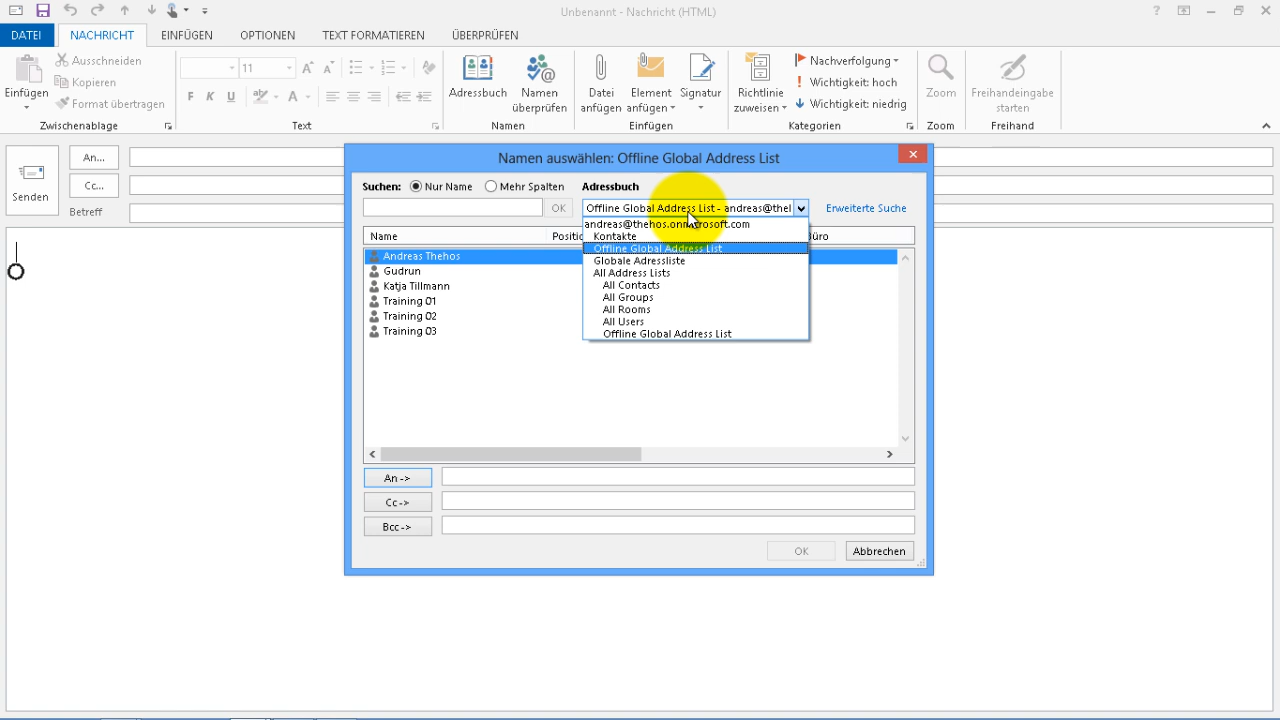 Unbenannt - Nachricht (HTML)
?
DATEI NACHRICHT EINFÜGEN OPTIONEN TEXT FORMATIEREN ÜBERPRÜFEN
Einfügen
Ausschneiden
Kopieren
Format übertragen
Zwischenablage
11
F K U
A
Text
Adressbuch
Namen
überprüfen
Namen
Datei
anfügen
Element
anfügen
Signatur
Einfügen
Richtlinie
zuweisen
Nachverfolgung
Wichtigkeit: hoch
Wichtigkeit: niedrig
Kategorien
Zoom
Zoom
Freihandeingabe
starten
Freihand
Senden
An...
Cc...
Betreff
Namen auswählen: Offline Global Address List
Suchen: Nur Name Mehr Spalten Adressbuch
OK Offline Global Address List - andreas@thel Erweiterte Suche
andreas@thehos.onmicrosoft.com
Kontakte
Offline Global Address List
Globale Adressliste
All Address Lists
All Contacts
All Groups
All Rooms
All Users
Offline Global Address List
Name Positio Büro
Andreas Thehos
Gudrun
Katja Tillmann
Training 01
Training 02
Training 03
An ->
Cc ->
Bcc ->
OK Abbrechen